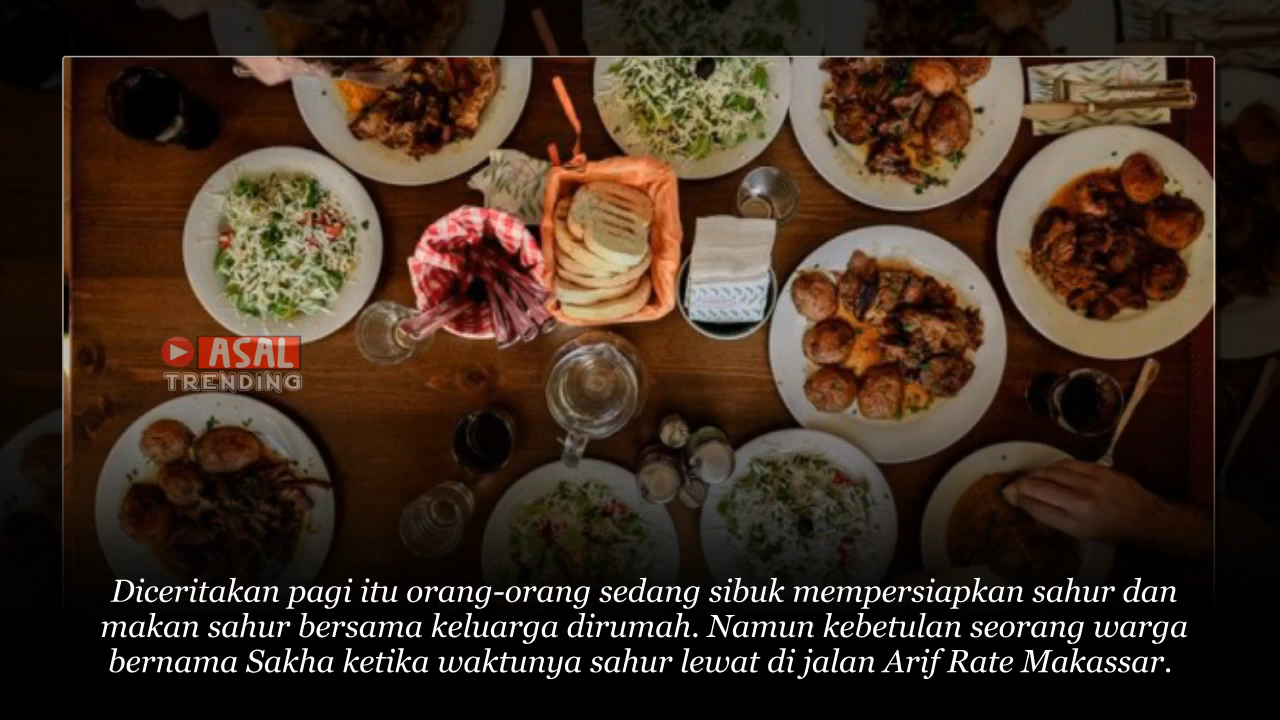 ASAL
TRENDING
Diceritakan pagi itu orang-orang sedang sibuk mempersiapkan sahur dan
makan sahur bersama keluarga dirumah. Namun kebetulan seorang warga
bernama Sakha ketika waktunya sahur lewat di jalan Arif Rate Makassar.